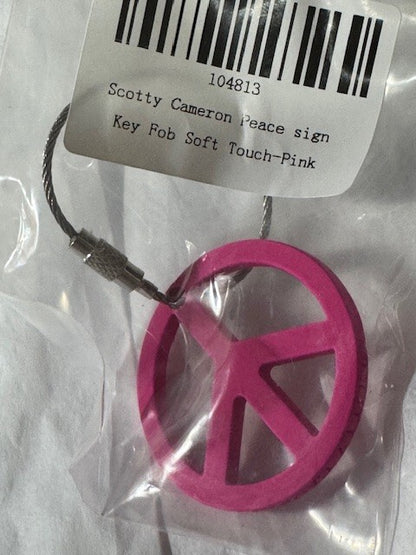 104813
Scotty Cameron Peace sign
Key Fob Soft Touch-Pink